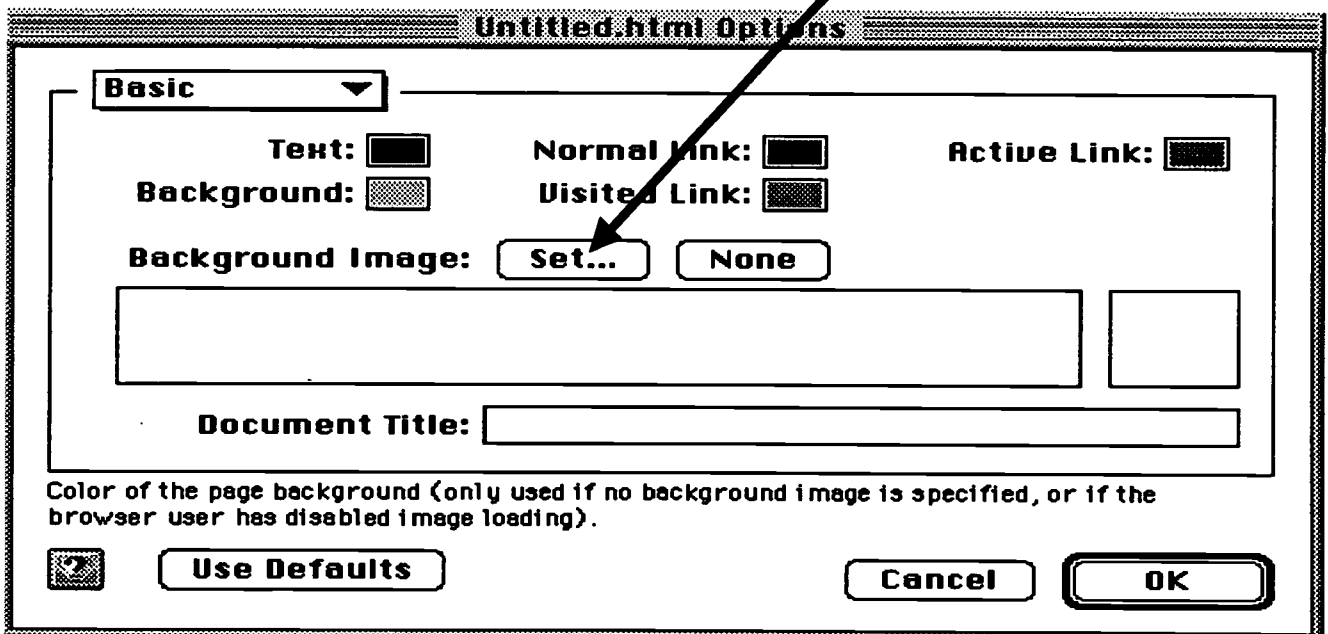 Untitled.html Options
Basic
Text: Normal Link: Active Link:
Background: Visited Link:
Background Image: Set... None
Document Title:
Color of the page background (only used if no background image is specified, or if the
browser user has disabled image loading).
? Use Defaults Cancel OK